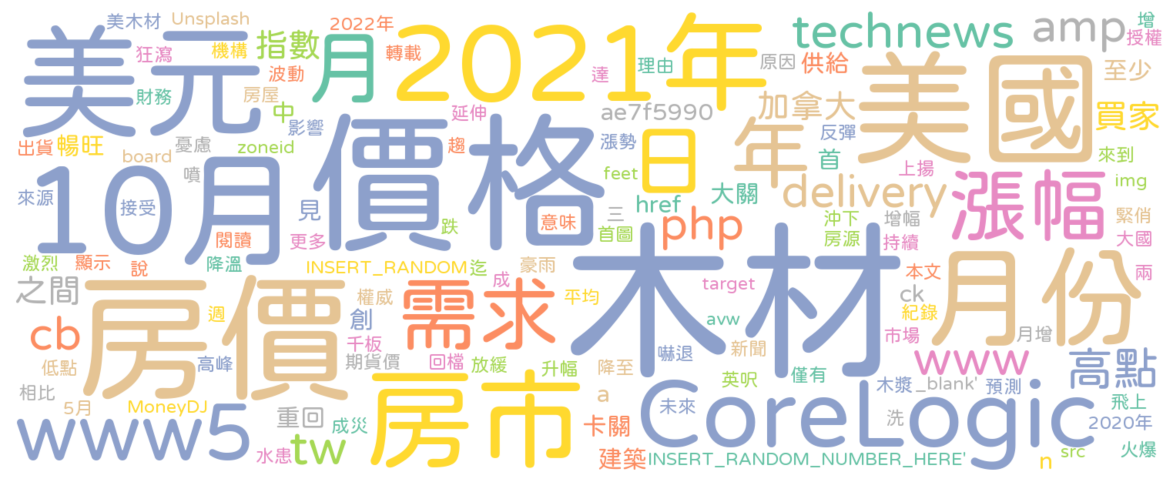 美木材 Unsplash 2022年 technews amp 增
狂瀉 機構 指數 月 2021年 轉載 授權
美元 財務 波動 達 理由 原因 供給 美國 至少
房屋 中 延伸 ae7f5990 加拿大 買家
出貨 暢旺 憂慮 影響 價格 漲勢 日 年 反彈 來到
board zoneid 趨 首 上揚
噴 feet 大關 delivery 漲幅 img
來源 10月 接受 見 href 沖下 增幅 緊俏
跌 意味 三 php 房源 持續 大國
閱讀 更多 首圖
激烈 顯示 說 降溫 INSERT_RANDOM 迄 豪雨 木材 本文 月份 兩
之間 房價 權威 需求 成 平均 target ck
週 創 avw 紀錄
cb 千板 市場 月增
低點 高峰 期貨價 回檔 放緩 升幅 降至 嚇退 新聞 www 高點
相比 英呎 僅有 木漿 _blank' 預測
5月 MoneyDJ 房市 a 未來 CoreLogic 飛上
www5 重回 成災 卡關 洗 2020年
tw 水患 建築 INSERT_RANDOM_NUMBER_HERE' n src 火爆